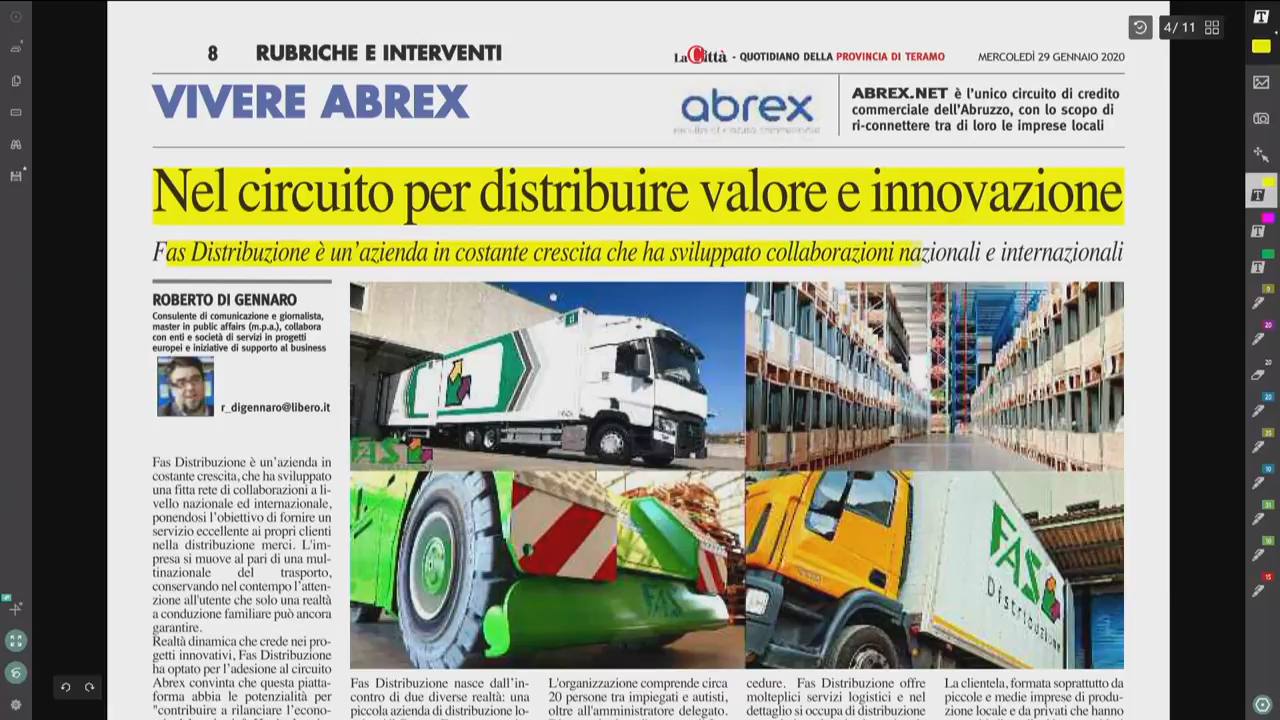 4/11
8 RUBRICHE E INTERVENTI
La Città - QUOTIDIANO DELLA PROVINCIA DI TERAMO MERCOLEDÌ 29 GENNAIO 2020
VIVERE ABREX
abrex
ABREX.NET è l'unico circuito di credito
commerciale dell'Abruzzo, con lo scopo di
ri-connettere tra di loro le imprese locali
Nel circuito per distribuire valore e innovazione
Fas Distribuzione è un'azienda in costante crescita che ha sviluppato collaborazioni nazionali e internazionali
ROBERTO DI GENNARO
Consulente di comunicazione e giornalista,
master in public affairs (m.p.a.), collabora
con enti e società di servizi in progetti
europei e iniziative di supporto al business
r_digennaro@libero.it
Fas Distribuzione è un'azienda in
costante crescita, che ha sviluppato
una fitta rete di collaborazioni a li-
vello nazionale ed internazionale,
ponendosi l'obiettivo di fornire un
servizio eccellente ai propri clienti
nella distribuzione merci. L'im-
presa si muove al pari di una mul-
tinazionale del trasporto,
conservando nel contempo l'atten-
zione all'utente che solo una realtà
a conduzione familiare può ancora
garantire.
Realtà dinamica che crede nei pro-
getti innovativi, Fas Distribuzione
ha optato per l'adesione al circuito
Abrex convinta che questa piatta-
forma abbia le potenzialità per
"contribuire a rilanciare l'econo-
FAS
FAS
FAS
Distribuzione
Fas Distribuzione nasce dall'in-
contro di due diverse realtà: una
piccola azienda di distribuzione lo-
L'organizzazione comprende circa
20 persone tra impiegati e autisti,
oltre all'amministratore delegato.
cedure. Fas Distribuzione offre
molteplici servizi logistici e nel
dettaglio si occupa di distribuzione
La clientela, formata soprattutto da
piccole e medie imprese di produ-
zione locale e da privati che hanno